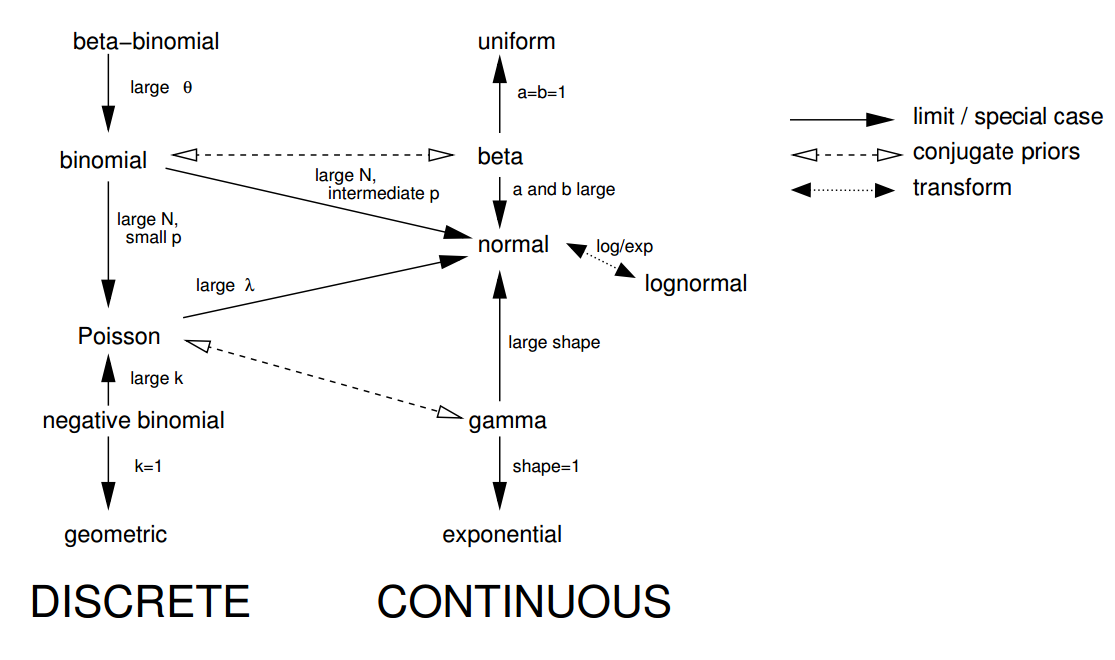 beta−binomial
uniform
large θ
a=b=1
limit / special case
binomial
beta
conjugate priors
large N,
intermediate p
a and b large
transform
large N,
small p
normal
log/exp
lognormal
large λ
Poisson
large shape
large k
negative binomial
gamma
k=1
shape=1
geometric
exponential
DISCRETE
CONTINUOUS